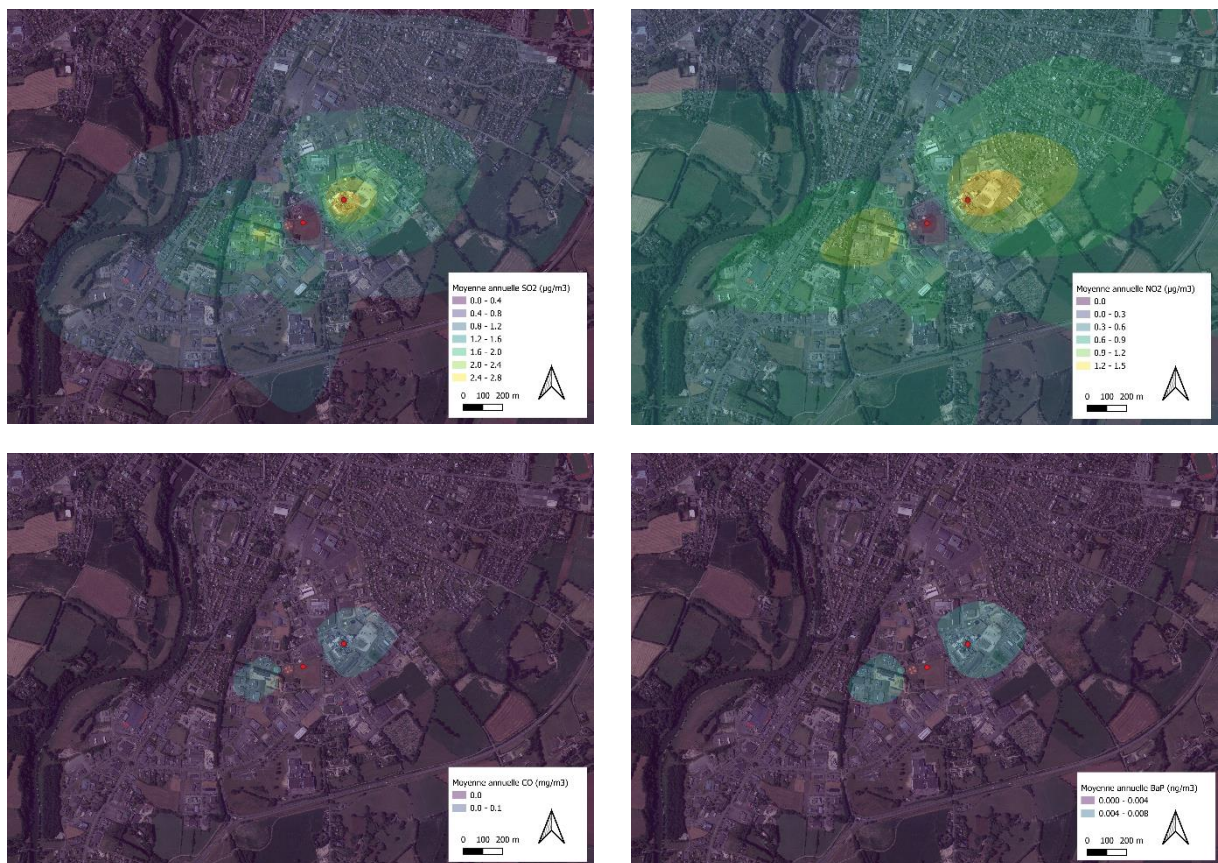 Moyenne annuelle SO2 (µg/m3)
0.0 - 0.4
0.4 - 0.8
0.8 - 1.2
1.2 - 1.6
1.6 - 2.0
2.0 - 2.4
2.4 - 2.8
0 100 200 m
Moyenne annuelle NO2 (µg/m3)
0.0
0.0 - 0.3
0.3 - 0.6
0.6 - 0.9
0.9 - 1.2
1.2 - 1.5
0 100 200 m
Moyenne annuelle CO (mg/m3)
0.0
0.0 - 0.1
0 100 200 m
Moyenne annuelle BaP (ng/m3)
0.000 - 0.004
0.004 - 0.008
0 100 200 m